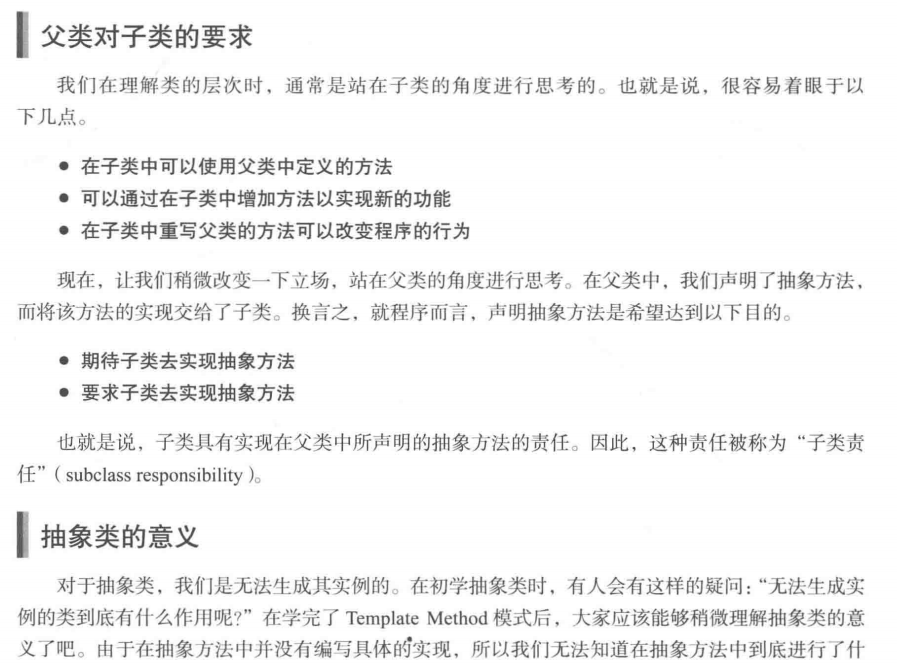 父类对子类的要求
我们在理解类的层次时，通常是站在子类的角度进行思考的。也就是说，很容易着眼于以
下几点。
● 在子类中可以使用父类中定义的方法
● 可以通过在子类中增加方法以实现新的功能
● 在子类中重写父类的方法可以改变程序的行为
现在，让我们稍微改变一下立场，站在父类的角度进行思考。在父类中，我们声明了抽象方法，
而将该方法的实现交给了子类。换言之，就程序而言，声明抽象方法是希望达到以下目的。
● 期待子类去实现抽象方法
● 要求子类去实现抽象方法
也就是说，子类具有实现在父类中所声明的抽象方法的责任。因此，这种责任被称为“子类责
任”（subclass responsibility）。
抽象类的意义
对于抽象类，我们是无法生成其实例的。在初学抽象类时，有人会有这样的疑问：“无法生成实
例的类到底有什么作用呢?”在学完了 Template Method 模式后，大家应该能够稍微理解抽象类的意
义了吧。由于在抽象方法中并没有编写具体的实现，所以我们无法知道在抽象方法中到底进行了什